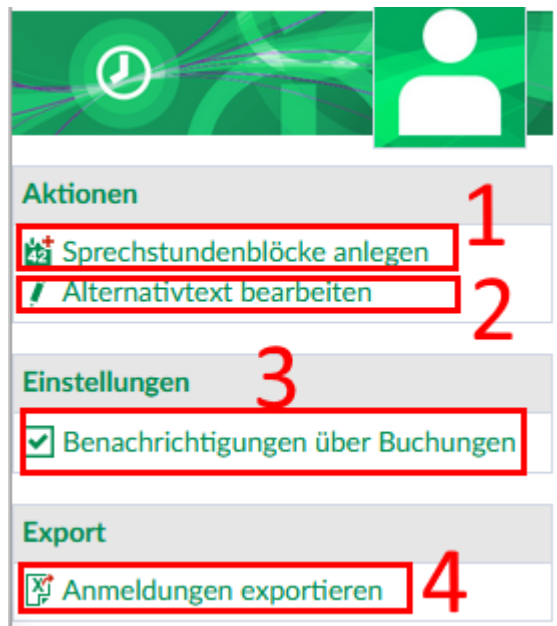 Aktionen
1
42 Sprechstundenblöcke anlegen
Alternativtext bearbeiten
2
3
Einstellungen
Benachrichtigungen über Buchungen
Export
Anmeldungen exportieren
4